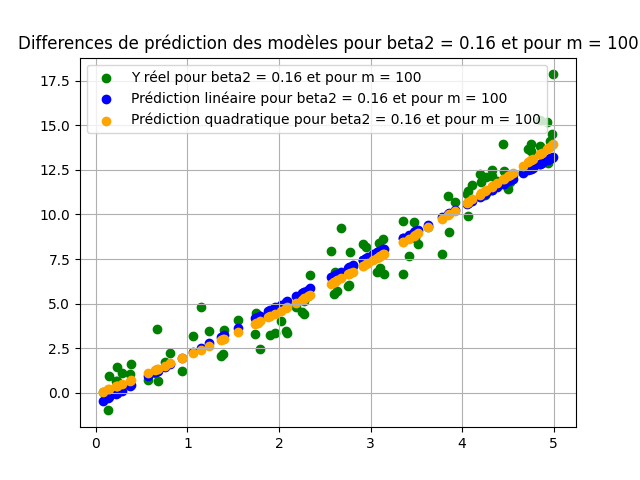 Differences de prédiction des modèles pour beta2 = 0.16 et pour m = 100
Y réel pour beta2 = 0.16 et pour m = 100
Prédiction linéaire pour beta2 = 0.16 et pour m = 100
Prédiction quadratique pour beta2 = 0.16 et pour m = 100
17.5
15.0
12.5
10.0
7.5
5.0
2.5
0.0
0 1 2 3 4 5